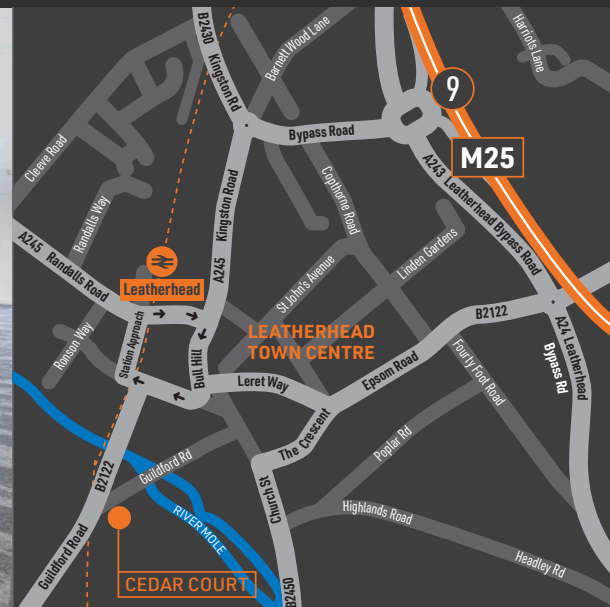 B2430
Kingston Rd
Barnett Wood Lane
Harriots Lane
9
M25
Bypass Road
Cleeve Road
Randalls Way
Kingston Road
A245
Copthorne Road
A243 Leatherhead Bypass Road
A245 Randalls Road
Leatherhead
St John's Avenue
Linden Gardens
Ronson Way
Station Approach
Bull Hill
LEATHERHEAD
TOWN CENTRE
B2122
A24 Leatherhead
Bypass Rd
Leret Way
Epsom Road
Fourty Foot Road
The Crescent
Poplar Rd
B2122
Guildford Rd
Church St
RIVER MOLE
Highlands Road
Headley Rd
Guildford Road
CEDAR COURT
B2450